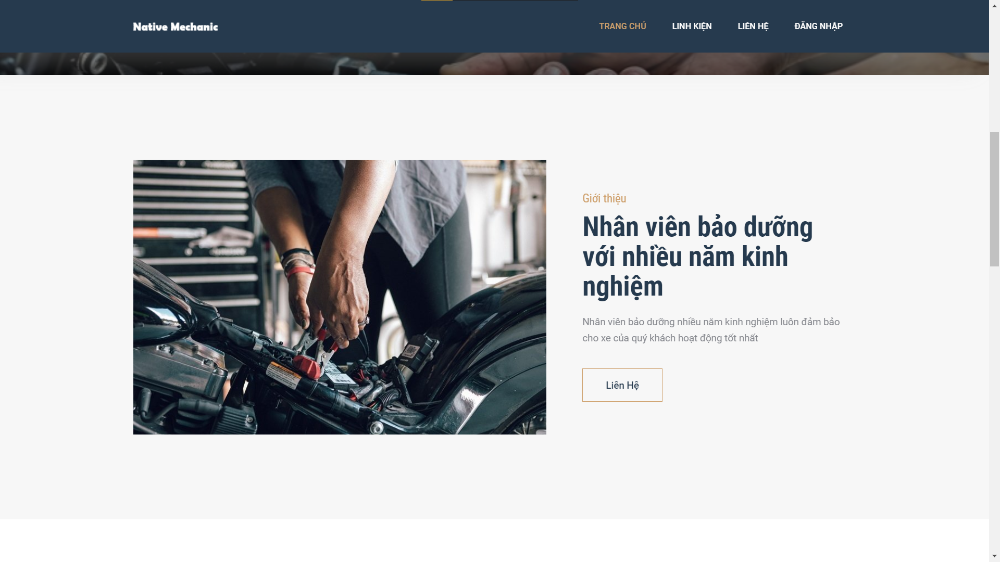 Native Mechanic
TRANG CHỦ
LINH KIỆN
LIÊN HỆ
ĐĂNG NHẬP
Giới thiệu
Nhân viên bảo dưỡng
với nhiều năm kinh
nghiệm
Nhân viên bảo dưỡng nhiều năm kinh nghiệm luôn đảm bảo
cho xe của quý khách hoạt động tốt nhất
Liên Hệ